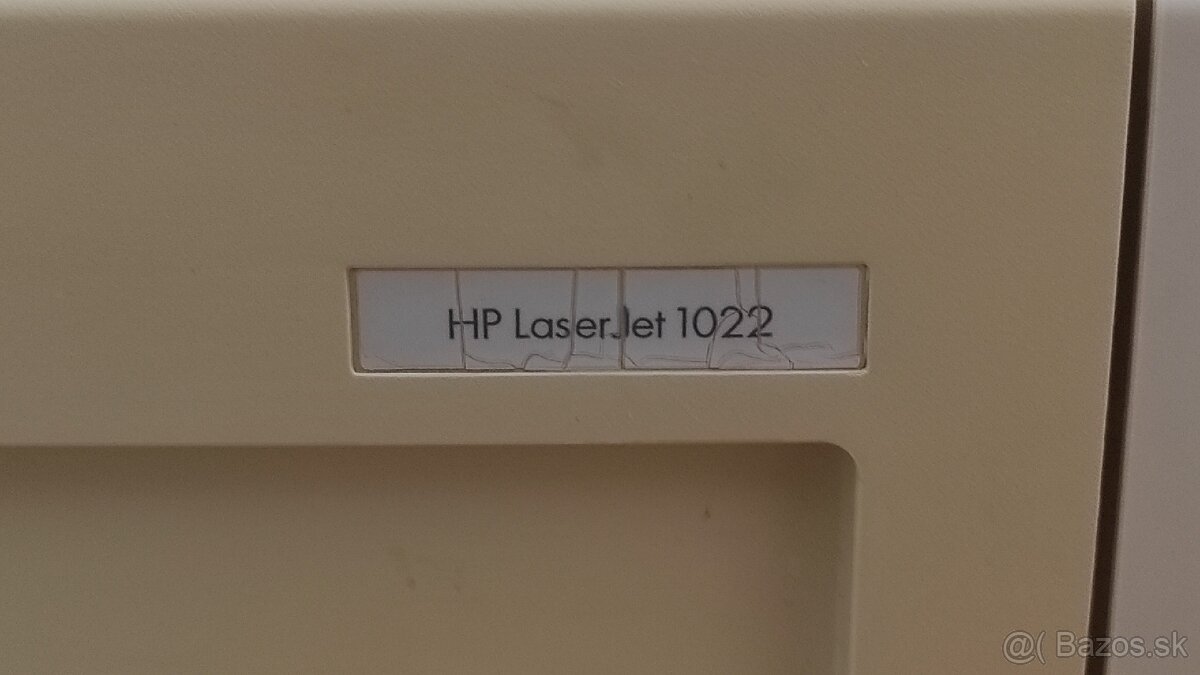 HP LaserJet 1022
@( Bazos.sk